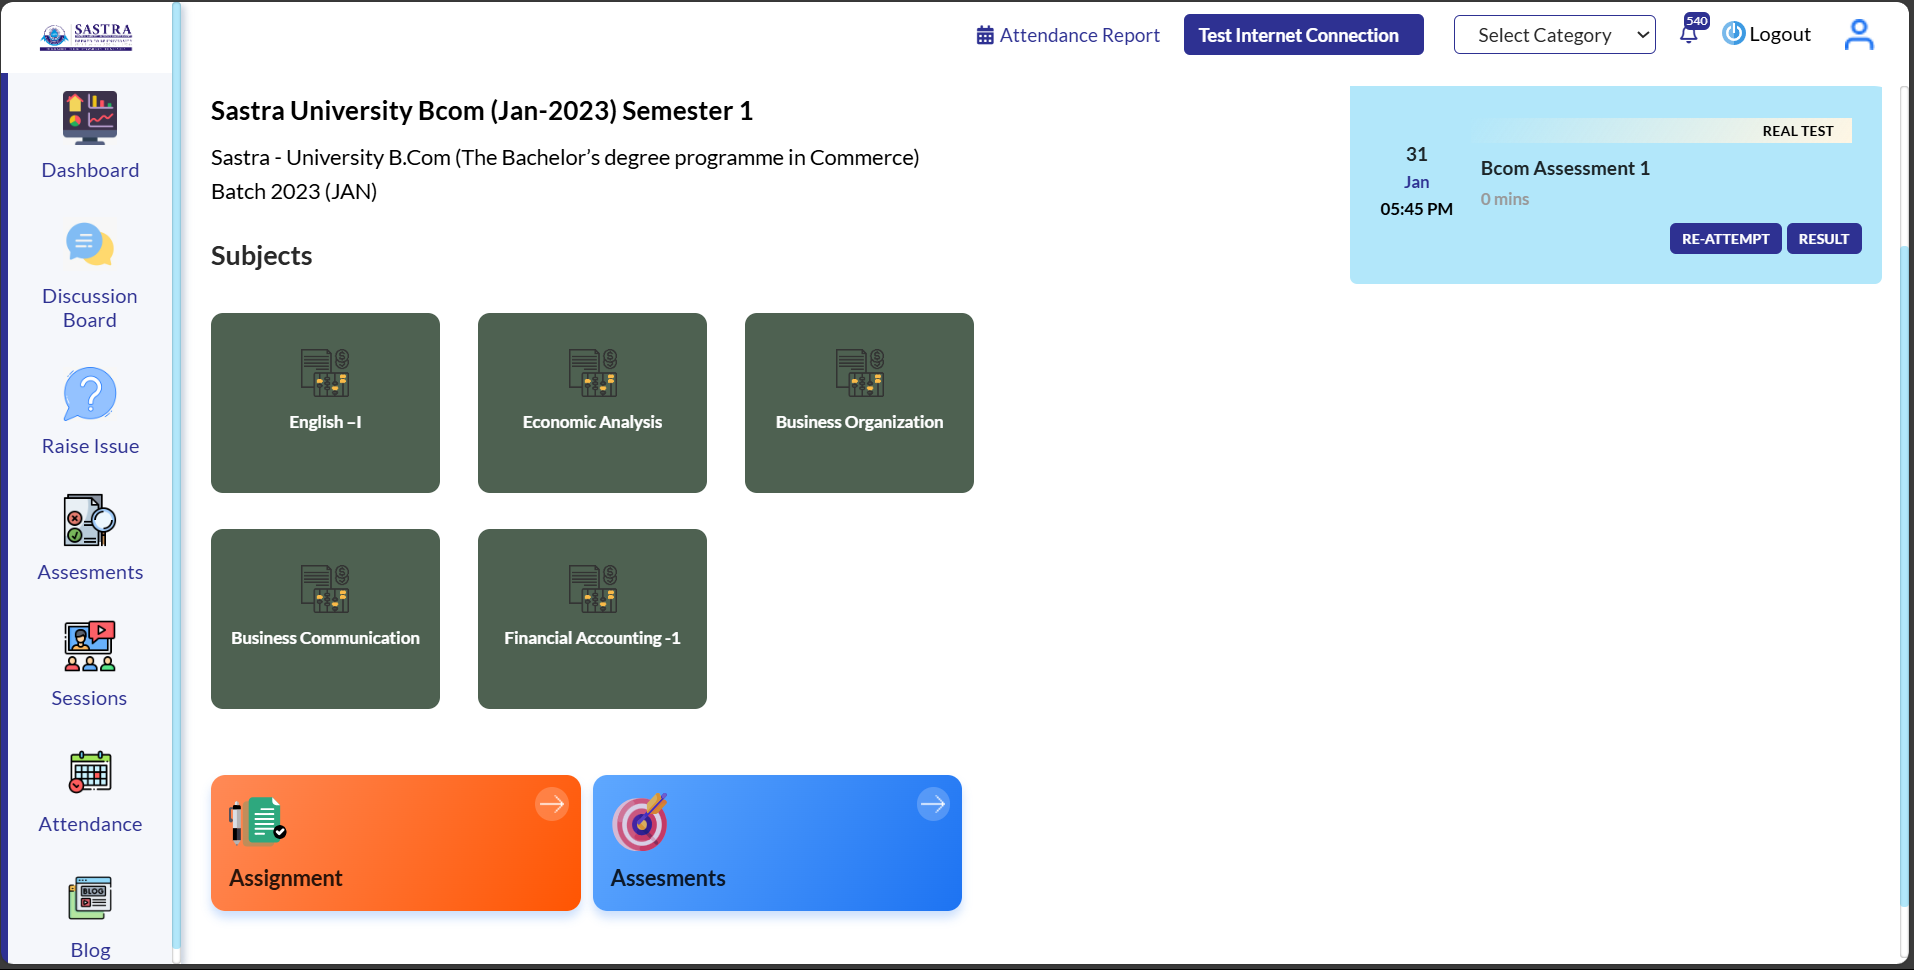 SASTRA
Attendance Report
Test Internet Connection
Select Category
540
Logout
Dashboard
Discussion
Board
Raise Issue
Assesments
Sessions
Attendance
BLOG
Blog
Sastra University Bcom (Jan-2023) Semester 1
Sastra - University B.Com (The Bachelor’s degree programme in Commerce)
Batch 2023 (JAN)
Subjects
English –I
Economic Analysis
Business Organization
Business Communication
Financial Accounting -1
Assignment
Assesments
REAL TEST
31
Jan
05:45 PM
Bcom Assessment 1
0 mins
RE-ATTEMPT
RESULT